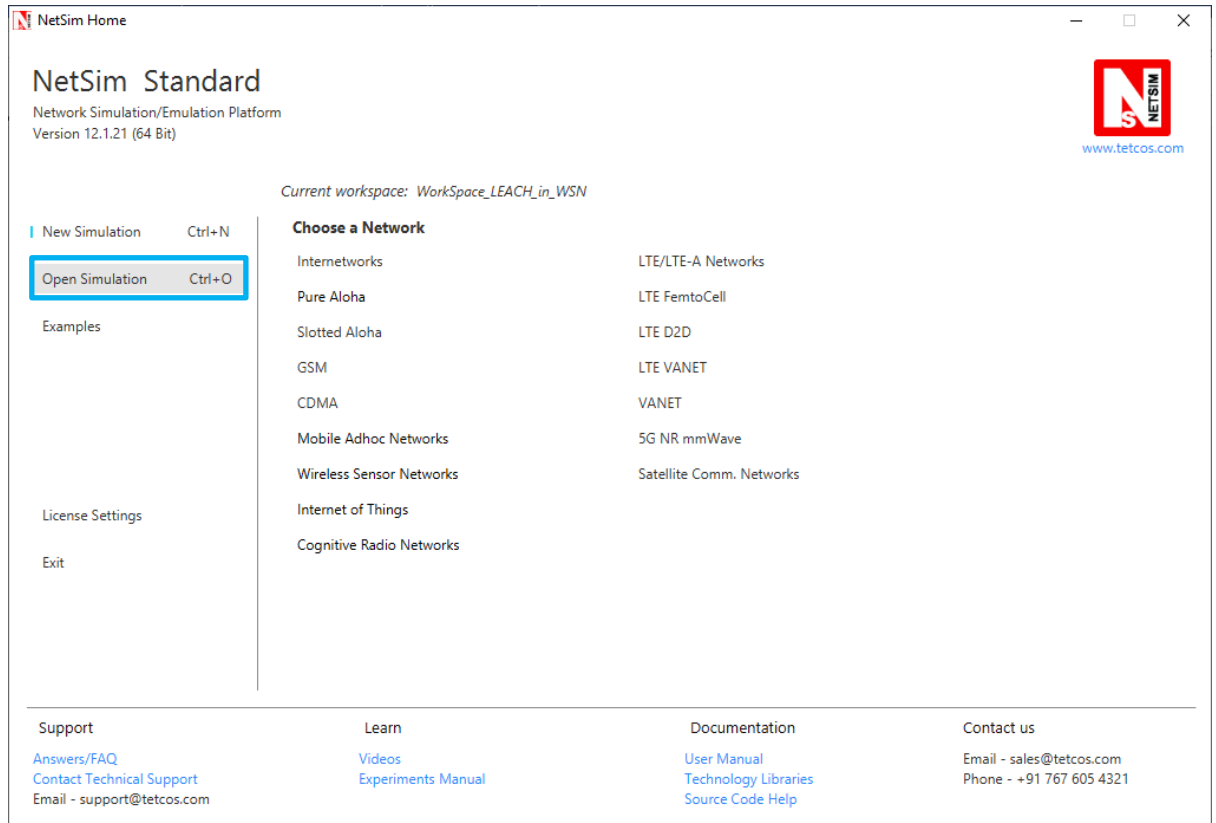 NetSim Home
NetSim Standard
Network Simulation/Emulation Platform
Version 12.1.21 (64 Bit)
N
S
NETSIM
www.tetcos.com
Current workspace: WorkSpace_LEACH_in_WSN
New Simulation Ctrl+N
Open Simulation Ctrl+O
Examples
License Settings
Exit
Choose a Network
Internetworks
Pure Aloha
Slotted Aloha
GSM
CDMA
Mobile Adhoc Networks
Wireless Sensor Networks
Internet of Things
Cognitive Radio Networks
LTE/LTE-A Networks
LTE FemtoCell
LTE D2D
LTE VANET
VANET
5G NR mmWave
Satellite Comm. Networks
Support
Answers/FAQ
Contact Technical Support
Email - support@tetcos.com
Learn
Videos
Experiments Manual
Documentation
User Manual
Technology Libraries
Source Code Help
Contact us
Email - sales@tetcos.com
Phone - +91 767 605 4321